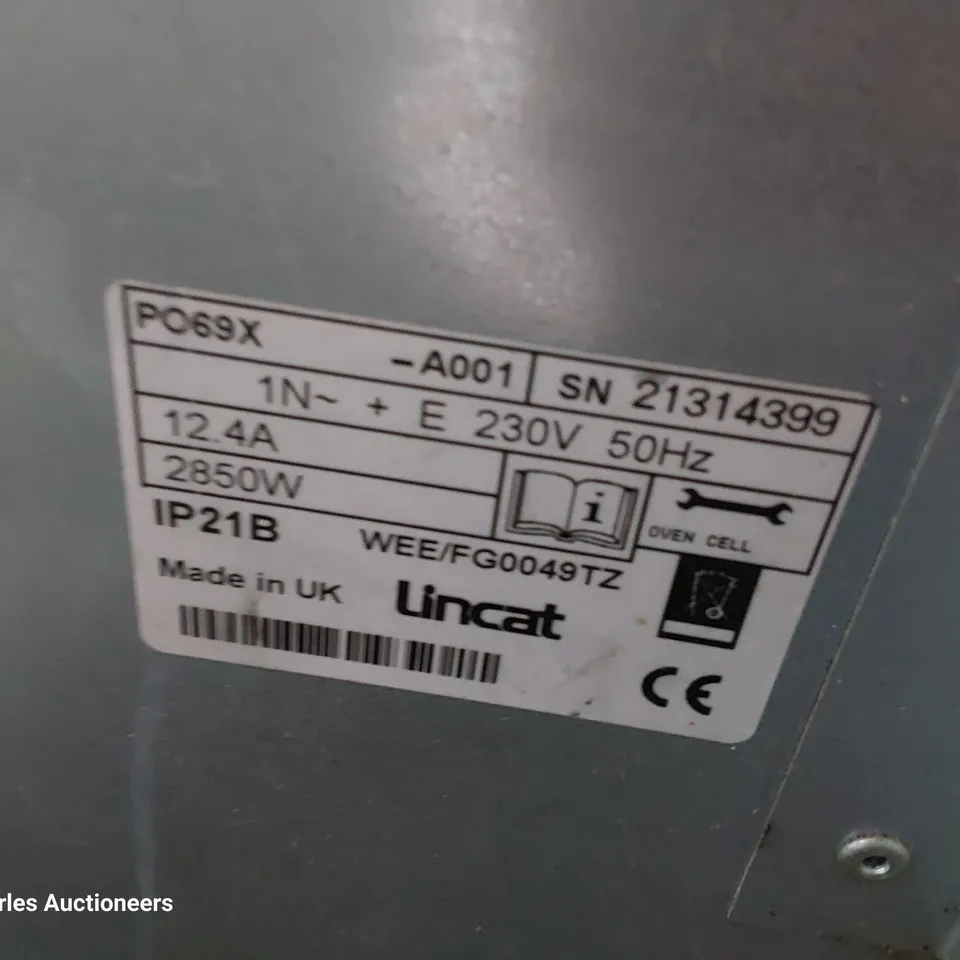 PO69X -A001 SN 21314399
1N~ + E 230V 50Hz
12.4A
2850W
i
OVEN CELL
IP21B
WEE/FG0049TZ
Made in UK
Lincat
CE
rles Auctioneers